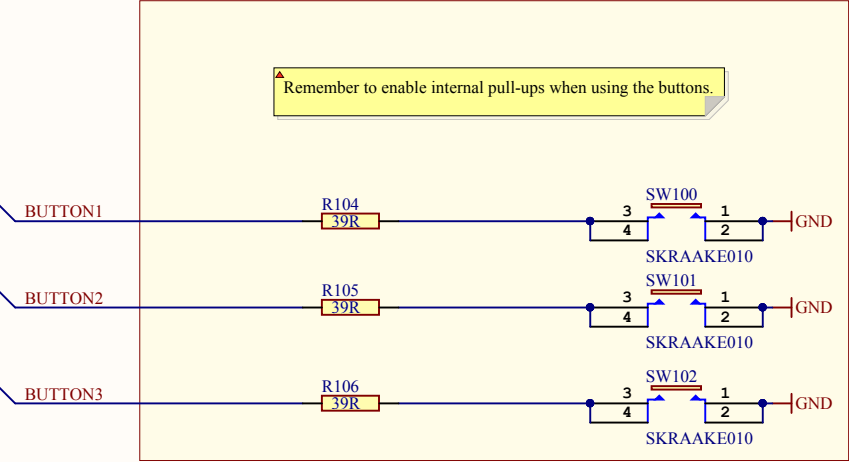 Remember to enable internal pull-ups when using the buttons.
BUTTON1
R104
39R
SW100
3
1
4
2
GND
SKRAAKE010
BUTTON2
R105
39R
SW101
3
1
4
2
GND
SKRAAKE010
BUTTON3
R106
39R
SW102
3
1
4
2
GND
SKRAAKE010